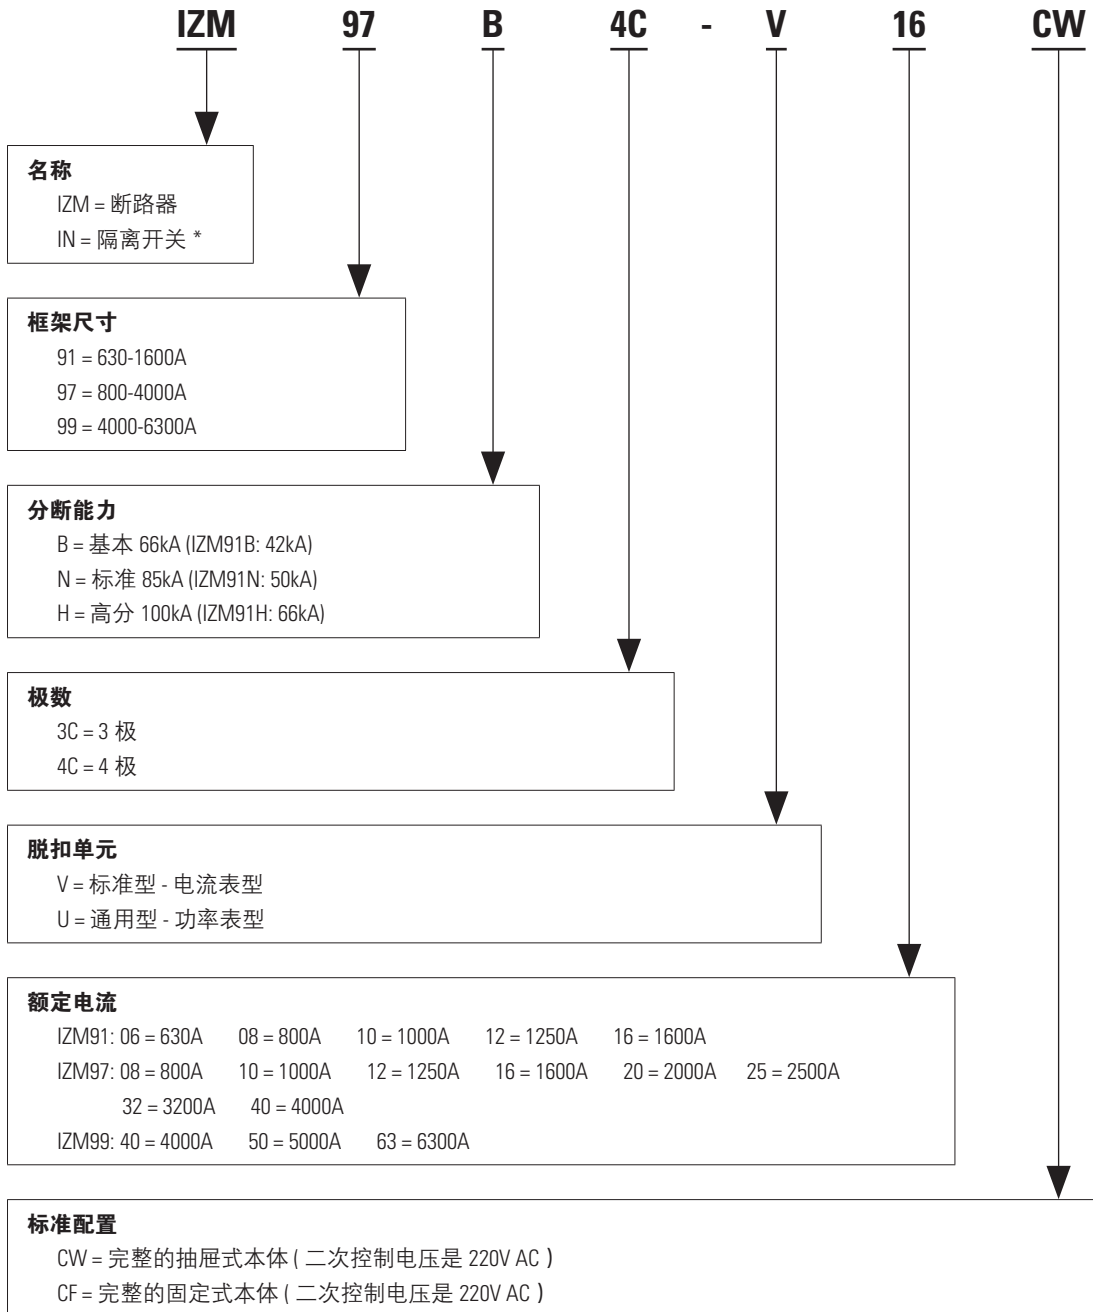 IZM 97 B 4C - V 16 CW
名称
IZM = 断路器
IN = 隔离开关 *
框架尺寸
91 = 630-1600A
97 = 800-4000A
99 = 4000-6300A
分断能力
B = 基本 66kA (IZM91B: 42kA)
N = 标准 85kA (IZM91N: 50kA)
H = 高分 100kA (IZM91H: 66kA)
极数
3C = 3 极
4C = 4 极
脱扣单元
V = 标准型 - 电流表型
U = 通用型 - 功率表型
额定电流
IZM91: 06 = 630A 08 = 800A 10 = 1000A 12 = 1250A 16 = 1600A
IZM97: 08 = 800A 10 = 1000A 12 = 1250A 16 = 1600A 20 = 2000A 25 = 2500A
32 = 3200A 40 = 4000A
IZM99: 40 = 4000A 50 = 5000A 63 = 6300A
标准配置
CW = 完整的抽屉式本体 ( 二次控制电压是 220V AC )
CF = 完整的固定式本体 ( 二次控制电压是 220V AC )